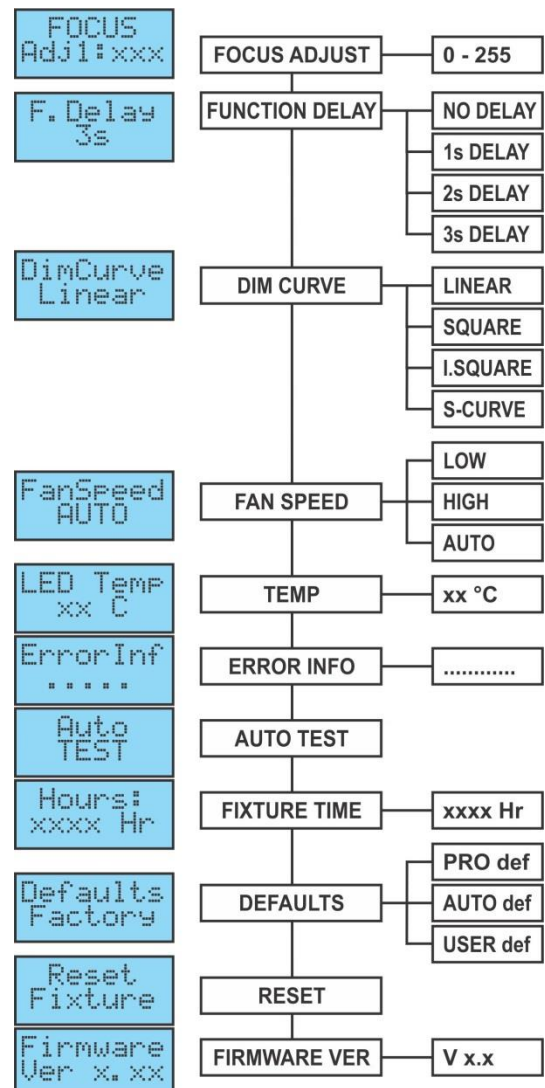 FOCUS
Adj1:xxx
FOCUS ADJUST
0 - 255
F.Delay
3s
FUNCTION DELAY
NO DELAY
1s DELAY
2s DELAY
3s DELAY
DimCurve
Linear
DIM CURVE
LINEAR
SQUARE
I.SQUARE
S-CURVE
FanSpeed
AUTO
FAN SPEED
LOW
HIGH
AUTO
LED Temp
xx C
TEMP
xx °C
ErrorInf
.....
ERROR INFO
............
Auto
TEST
AUTO TEST
Hours:
xxxx Hr
FIXTURE TIME
xxxx Hr
Defaults
Factory
DEFAULTS
PRO def
AUTO def
USER def
Reset
Fixture
RESET
Firmware
Ver x.xx
FIRMWARE VER
V x.x